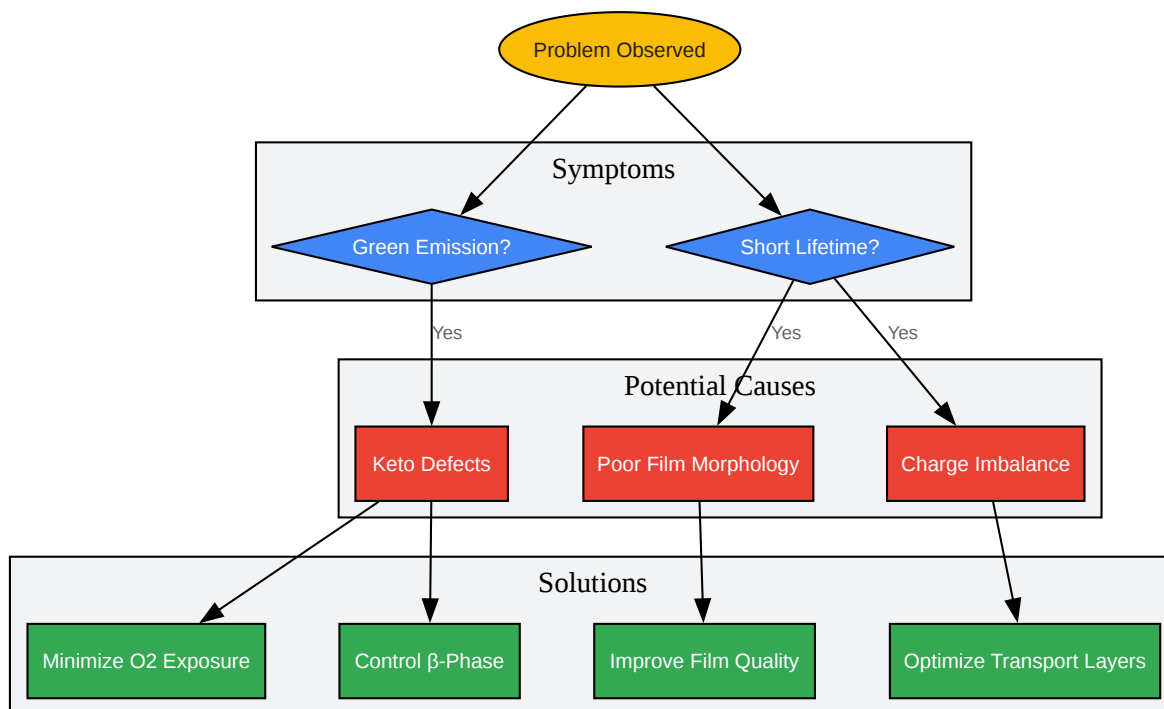 Problem Observed
Symptoms
Green Emission?
Short Lifetime?
Yes
Yes
Yes
Potential Causes
Keto Defects
Poor Film Morphology
Charge Imbalance
Solutions
Minimize O2 Exposure
Control β-Phase
Improve Film Quality
Optimize Transport Layers